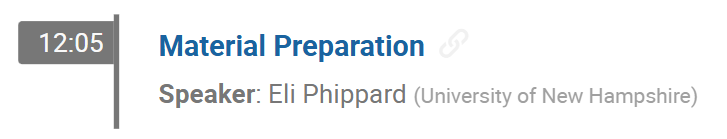 12:05
Material Preparation
Speaker: Eli Phippard (University of New Hampshire)